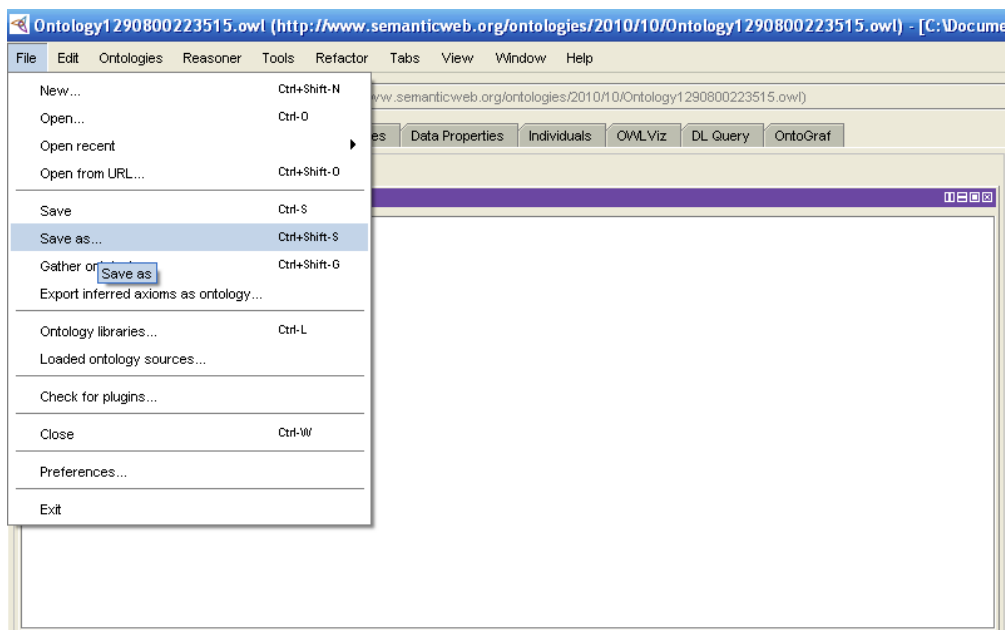 Ontology1290800223515.owl (http://www.semanticweb.org/ontologies/2010/10/Ontology1290800223515.owl) - [C:\Docume
File Edit Ontologies Reasoner Tools Refactor Tabs View Window Help
New... Ctrl+Shift-N
ww.semanticweb.org/ontologies/2010/10/Ontology1290800223515.owl)
Open... Ctrl-O
es Data Properties Individuals OWLViz DL Query OntoGraf
Open recent
Open from URL... Ctrl+Shift-O
Save Ctrl-S
Save as... Ctrl+Shift-S
Gather Ctrl+Shift-G
Save as
Export inferred axioms as ontology...
Ontology libraries... Ctrl-L
Loaded ontology sources...
Check for plugins...
Close Ctrl-W
Preferences...
Exit